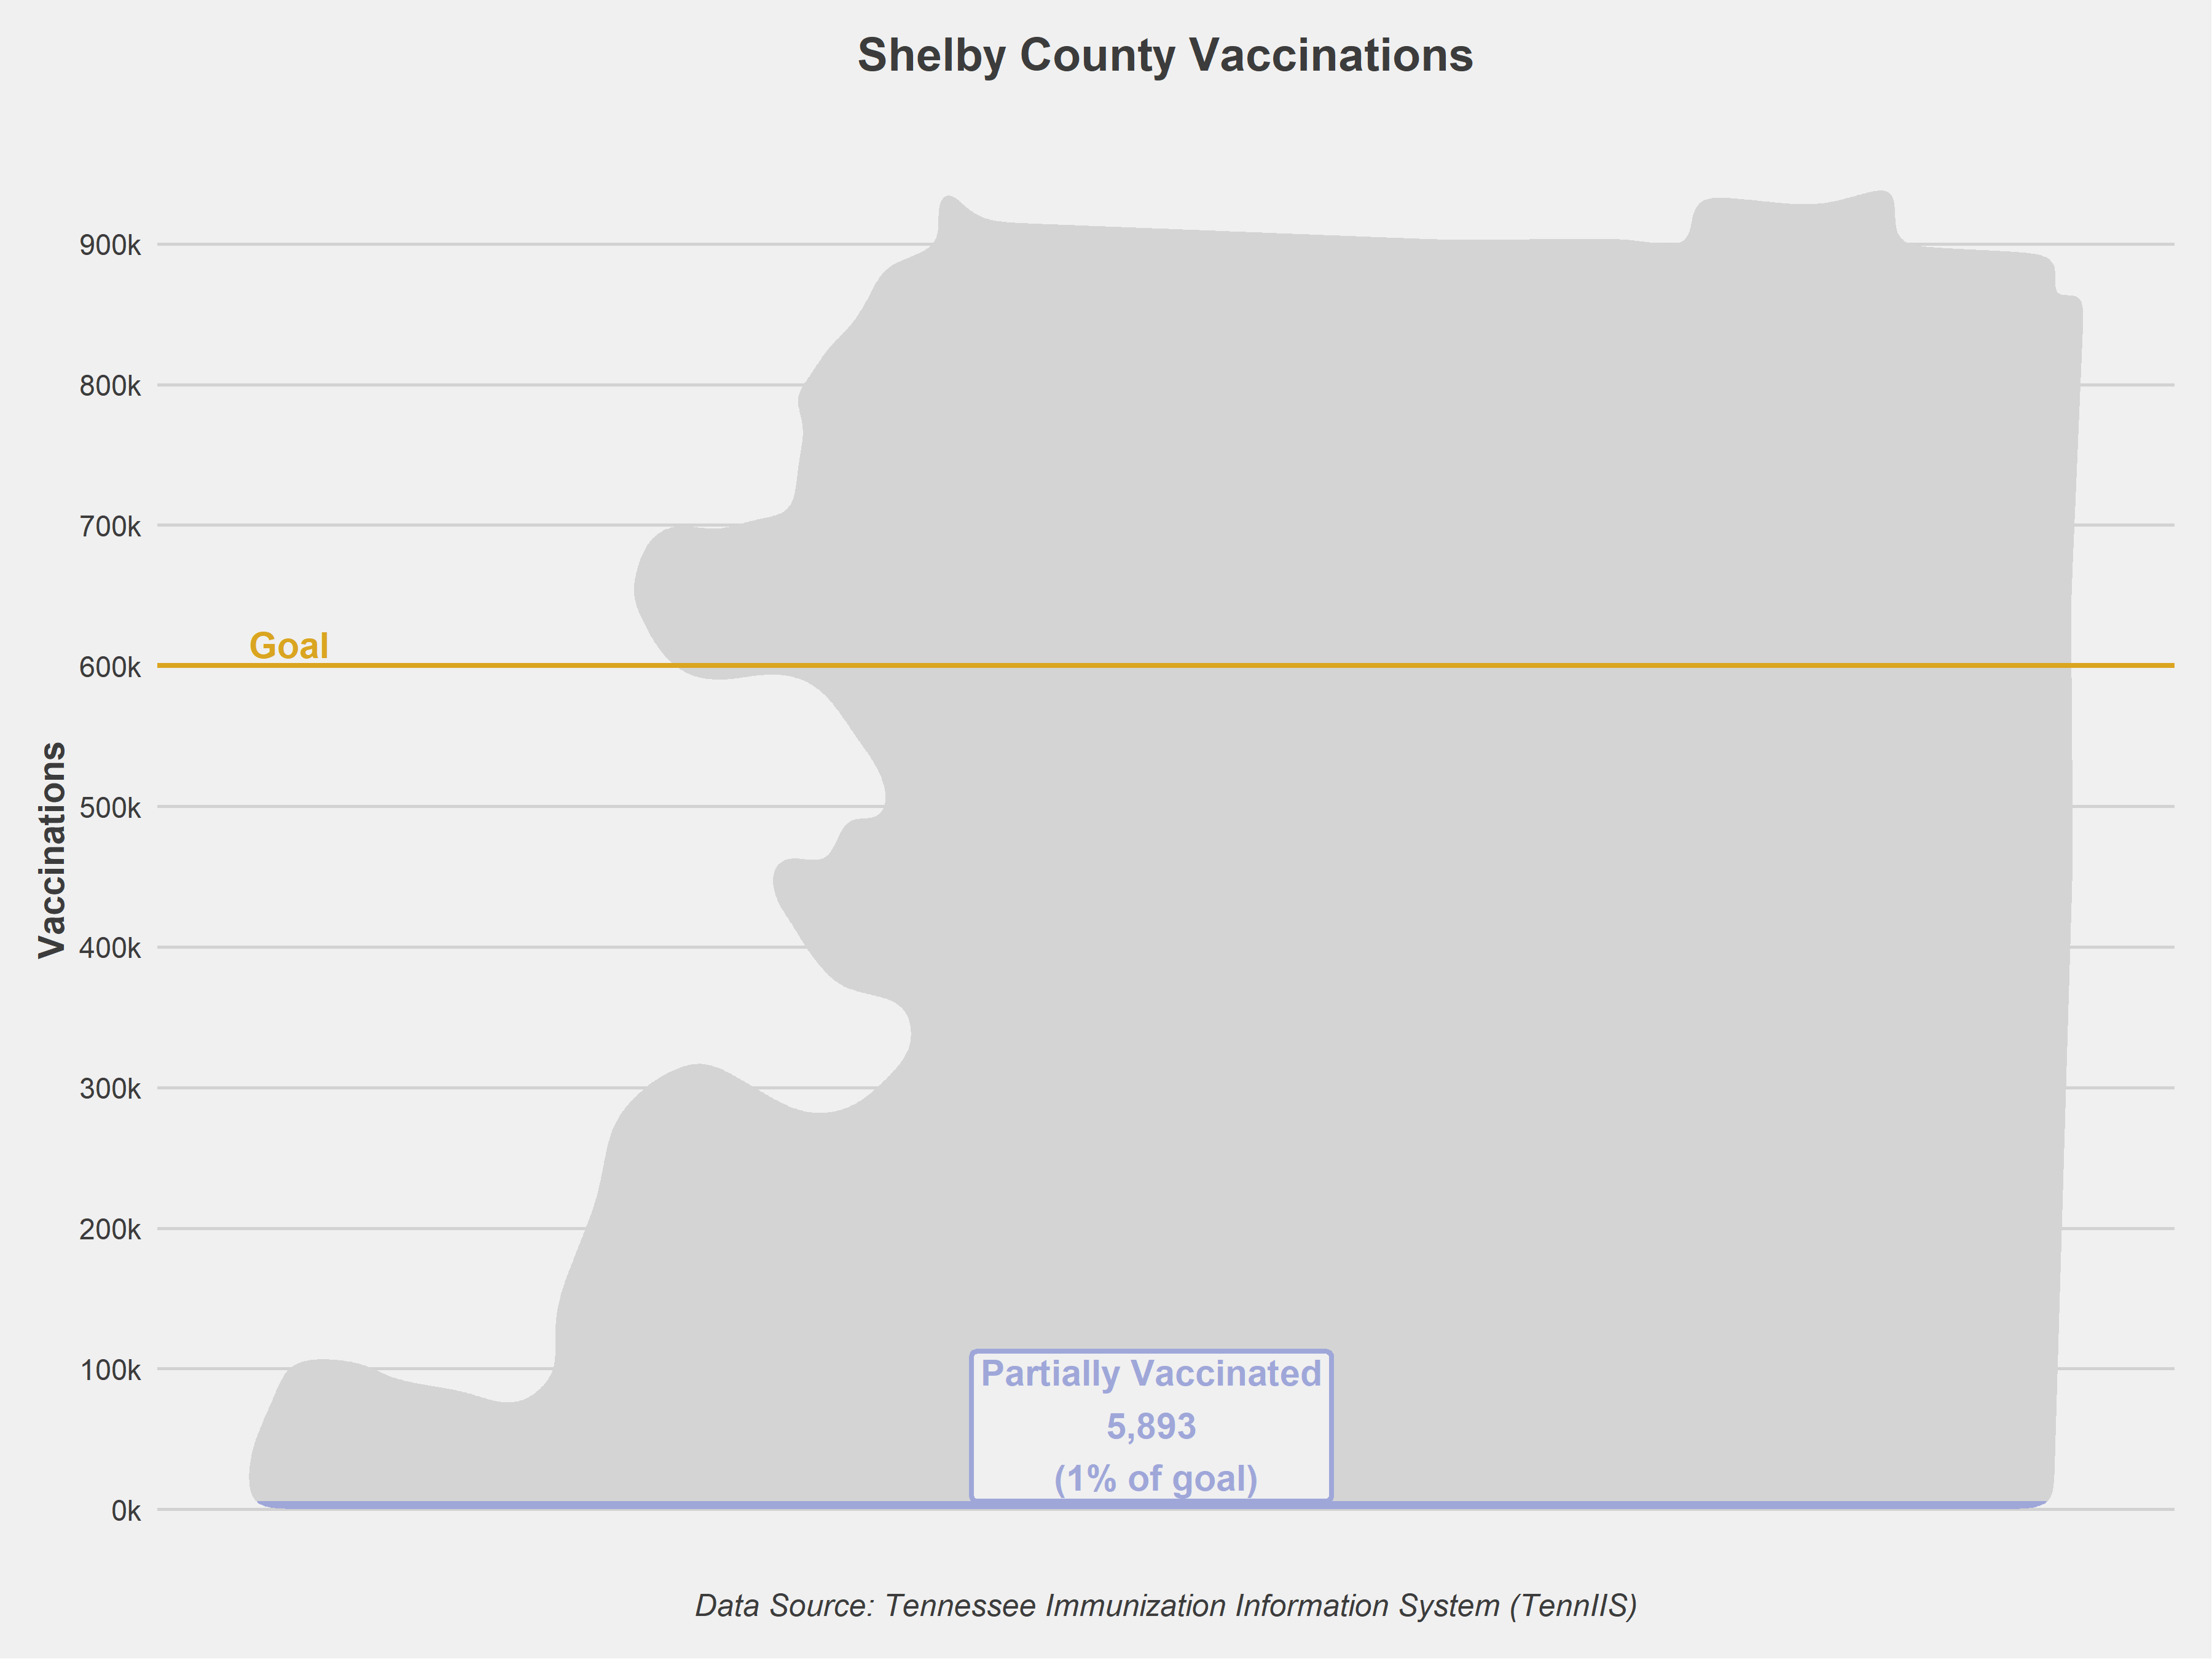 Shelby County Vaccinations
900k
800k
700k
Goal
600k
Vaccinations
500k
400k
300k
200k
100k
Partially Vaccinated
5,893
(1% of goal)
0k
Data Source: Tennessee Immunization Information System (TennIIS)